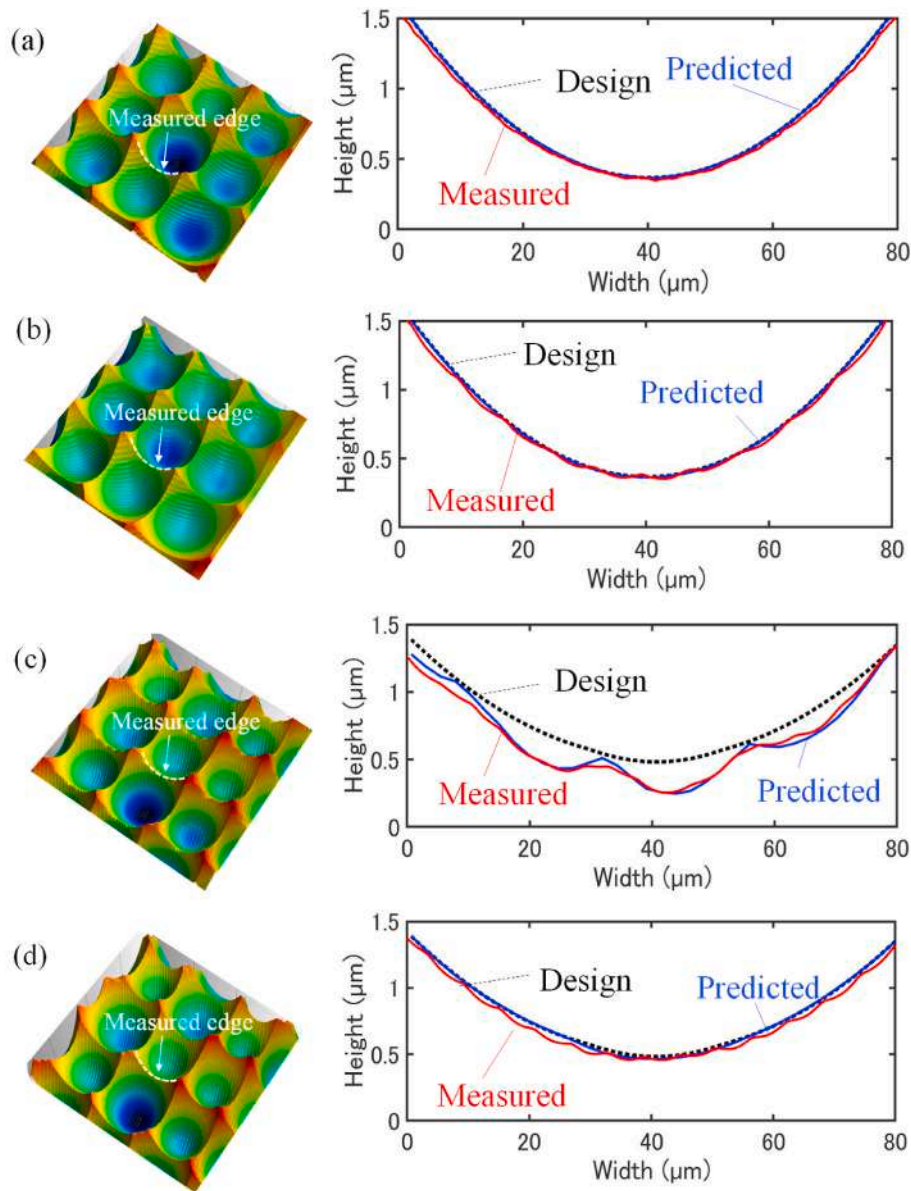 (a)
Measured edge
Height (μm)
1.5
1
0.5
0
Design
Predicted
Measured
0 20 40 60 80
Width (μm)
(b)
Measured edge
Height (μm)
1.5
1
0.5
0
Design
Predicted
Measured
0 20 40 60 80
Width (μm)
(c)
Measured edge
Height (μm)
1.5
1
0.5
0
Design
Measured
Predicted
0 20 40 60 80
Width (μm)
(d)
Measured edge
Height (μm)
1.5
1
0.5
0
Design
Predicted
Measured
0 20 40 60 80
Width (μm)